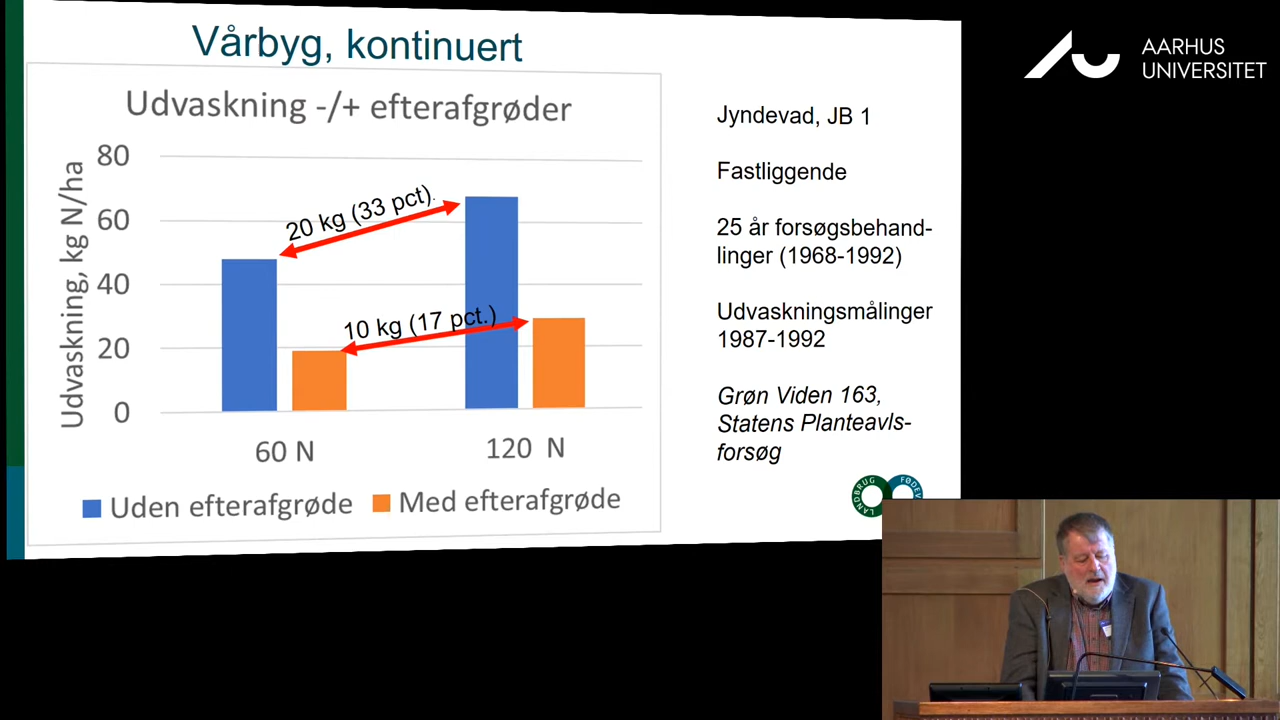 Vårbyg, kontinuert
AARHUS
UNIVERSITET
Udvaskning -/+ efterafgrøder
Udvaskning, kg N/ha
80
60
40
20
0
20 kg (33 pct).
10 kg (17 pct.)
60 N
120 N
Uden efterafgrøde
Med efterafgrøde
Jyndevad, JB 1
Fastliggende
25 år forsøgsbehand-
linger (1968-1992)
Udvaskningsmålinger
1987-1992
Grøn Viden 163,
Statens Planteavls-
forsøg
LANDBRUG